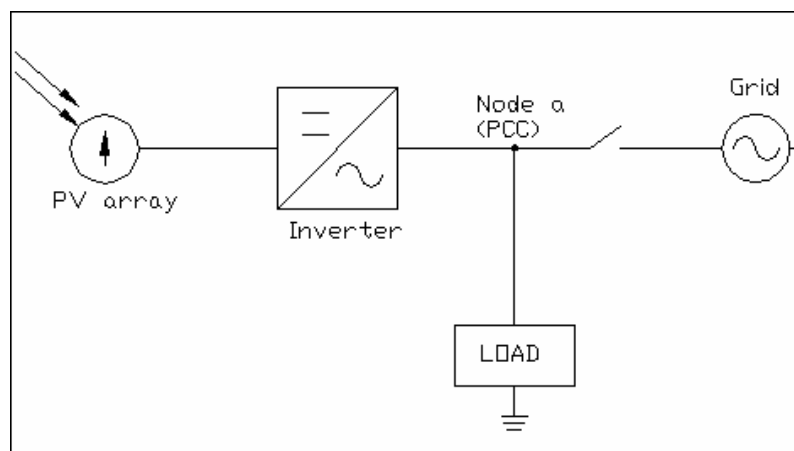 Node a
(PCC)
Grid
PV array
Inverter
LOAD